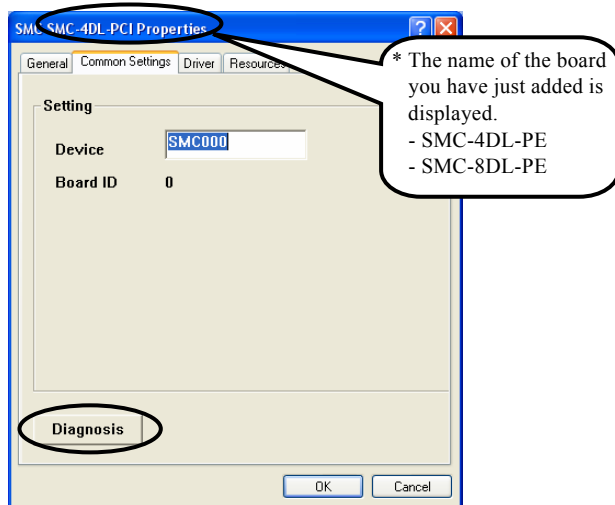 SMC SMC-4DL-PCI Properties
General Common Settings Driver Resources
* The name of the board
you have just added is
displayed.
- SMC-4DL-PE
- SMC-8DL-PE
Setting
Device SMC000
Board ID 0
Diagnosis
OK Cancel